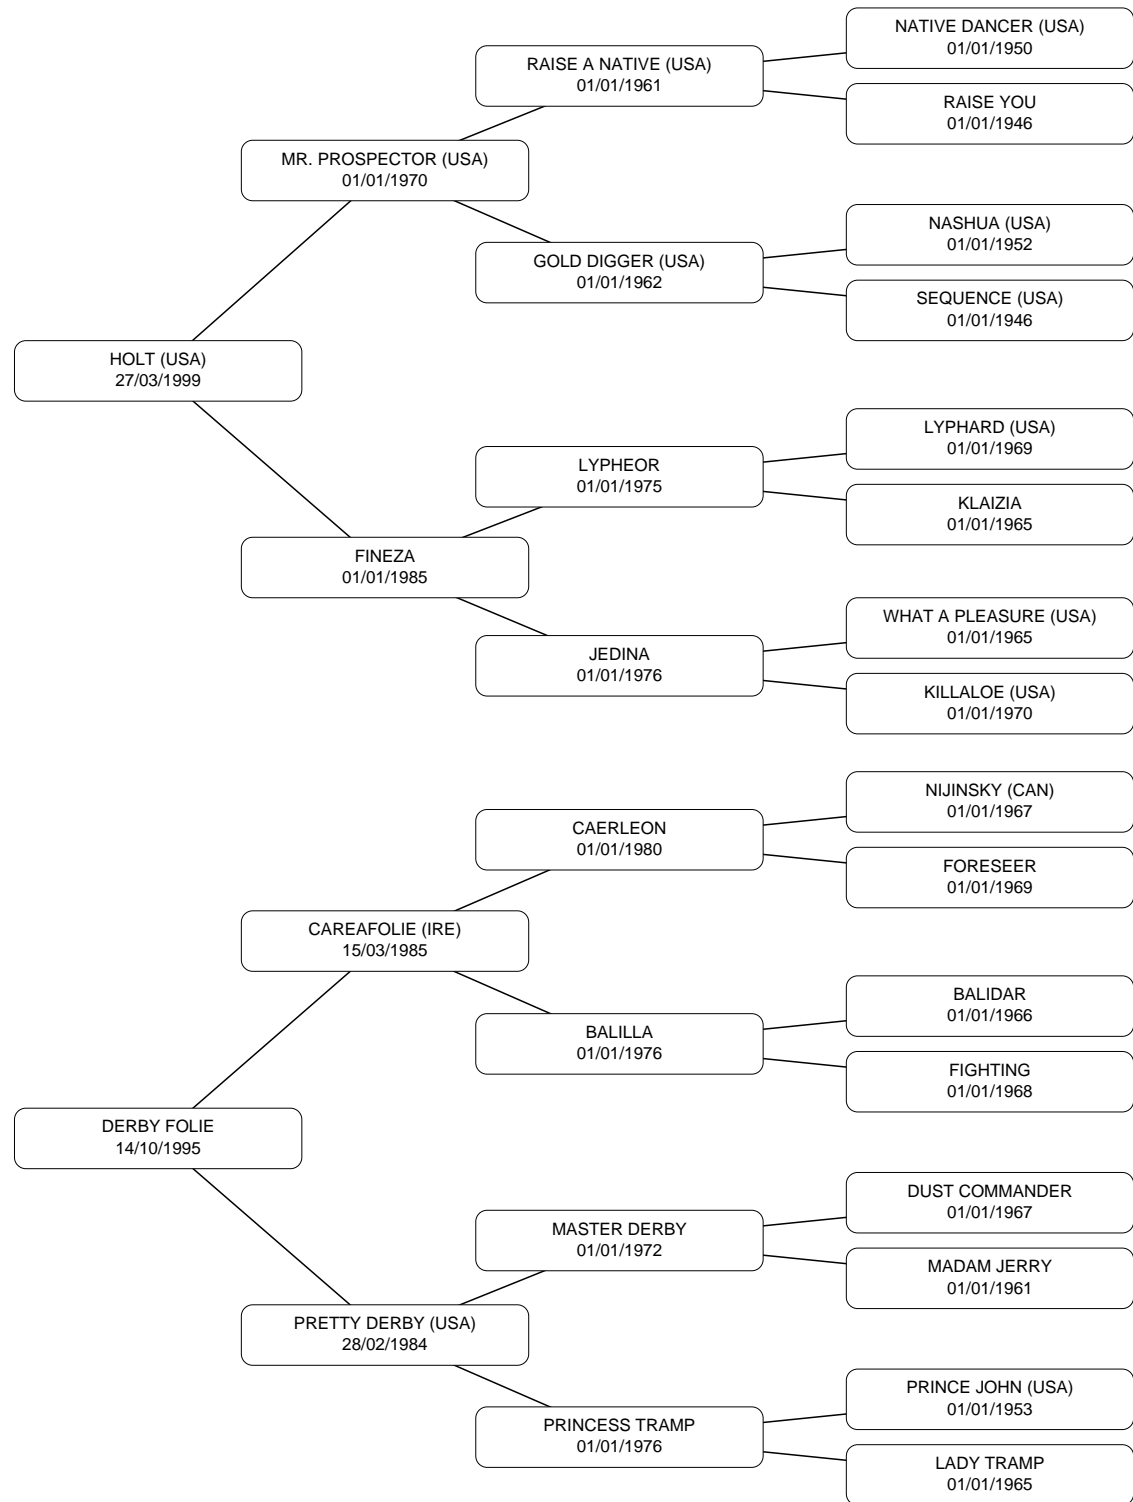 NATIVE DANCER (USA)
01/01/1950
RAISE A NATIVE (USA)
01/01/1961
RAISE YOU
01/01/1946
MR. PROSPECTOR (USA)
01/01/1970
NASHUA (USA)
01/01/1952
GOLD DIGGER (USA)
01/01/1962
SEQUENCE (USA)
01/01/1946
HOLT (USA)
27/03/1999
LYPHARD (USA)
01/01/1969
LYPHEOR
01/01/1975
KLAIZIA
01/01/1965
FINEZA
01/01/1985
WHAT A PLEASURE (USA)
01/01/1965
JEDINA
01/01/1976
KILLALOE (USA)
01/01/1970
NIJINSKY (CAN)
01/01/1967
CAERLEON
01/01/1980
FORESEER
01/01/1969
CAREAFOLIE (IRE)
15/03/1985
BALIDAR
01/01/1966
BALILLA
01/01/1976
FIGHTING
01/01/1968
DERBY FOLIE
14/10/1995
DUST COMMANDER
01/01/1967
MASTER DERBY
01/01/1972
MADAM JERRY
01/01/1961
PRETTY DERBY (USA)
28/02/1984
PRINCE JOHN (USA)
01/01/1953
PRINCESS TRAMP
01/01/1976
LADY TRAMP
01/01/1965